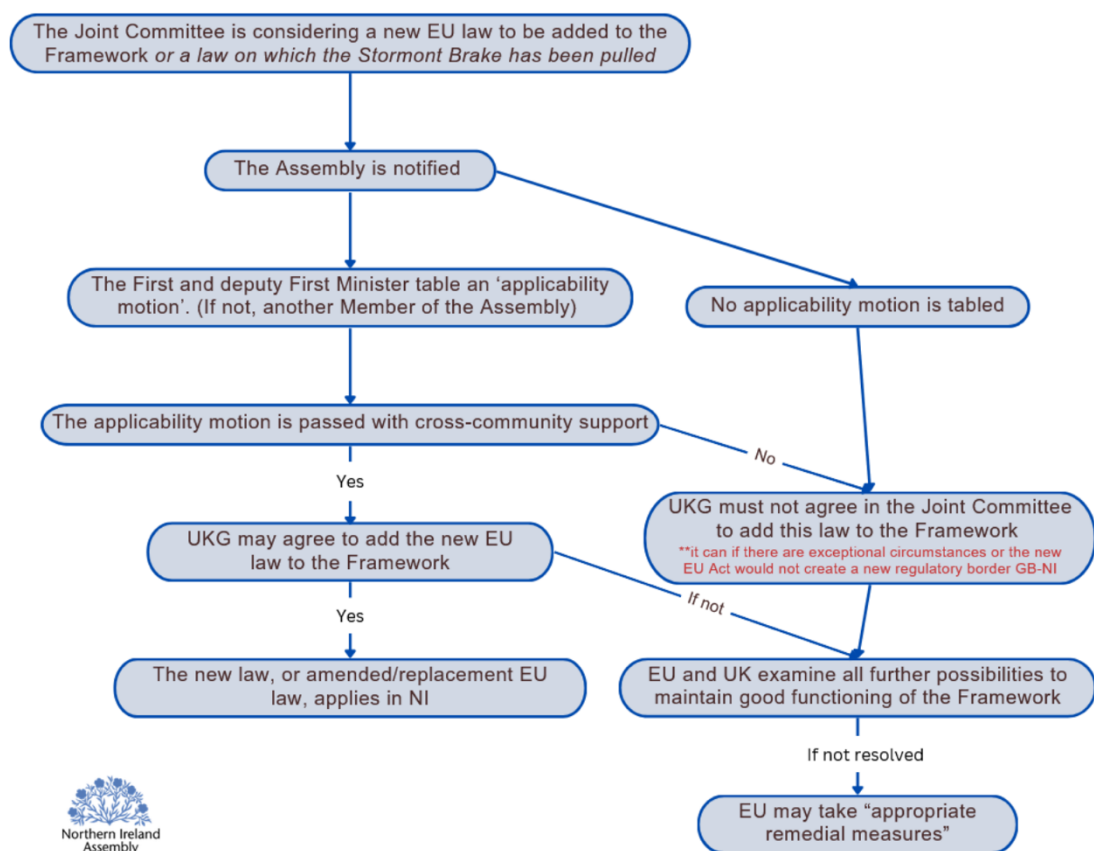 The Joint Committee is considering a new EU law to be added to the
Framework or a law on which the Stormont Brake has been pulled
The Assembly is notified
The First and deputy First Minister table an ‘applicability
motion’. (If not, another Member of the Assembly)
No applicability motion is tabled
The applicability motion is passed with cross-community support
No
Yes
UKG must not agree in the Joint Committee
to add this law to the Framework
**it can if there are exceptional circumstances or the new
EU Act would not create a new regulatory border GB-NI
UKG may agree to add the new EU
law to the Framework
If not
Yes
The new law, or amended/replacement EU
law, applies in NI
EU and UK examine all further possibilities to
maintain good functioning of the Framework
If not resolved
EU may take “appropriate
remedial measures”
Northern Ireland
Assembly